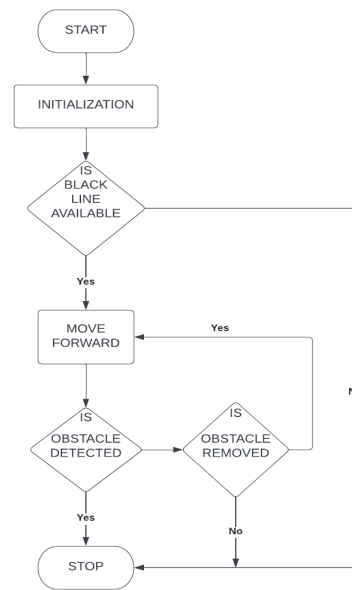 START
INITIALIZATION
IS
BLACK
LINE
AVAILABLE
Yes
MOVE
FORWARD
Yes
IS
OBSTACLE
DETECTED
IS
OBSTACLE
REMOVED
Yes
No
STOP